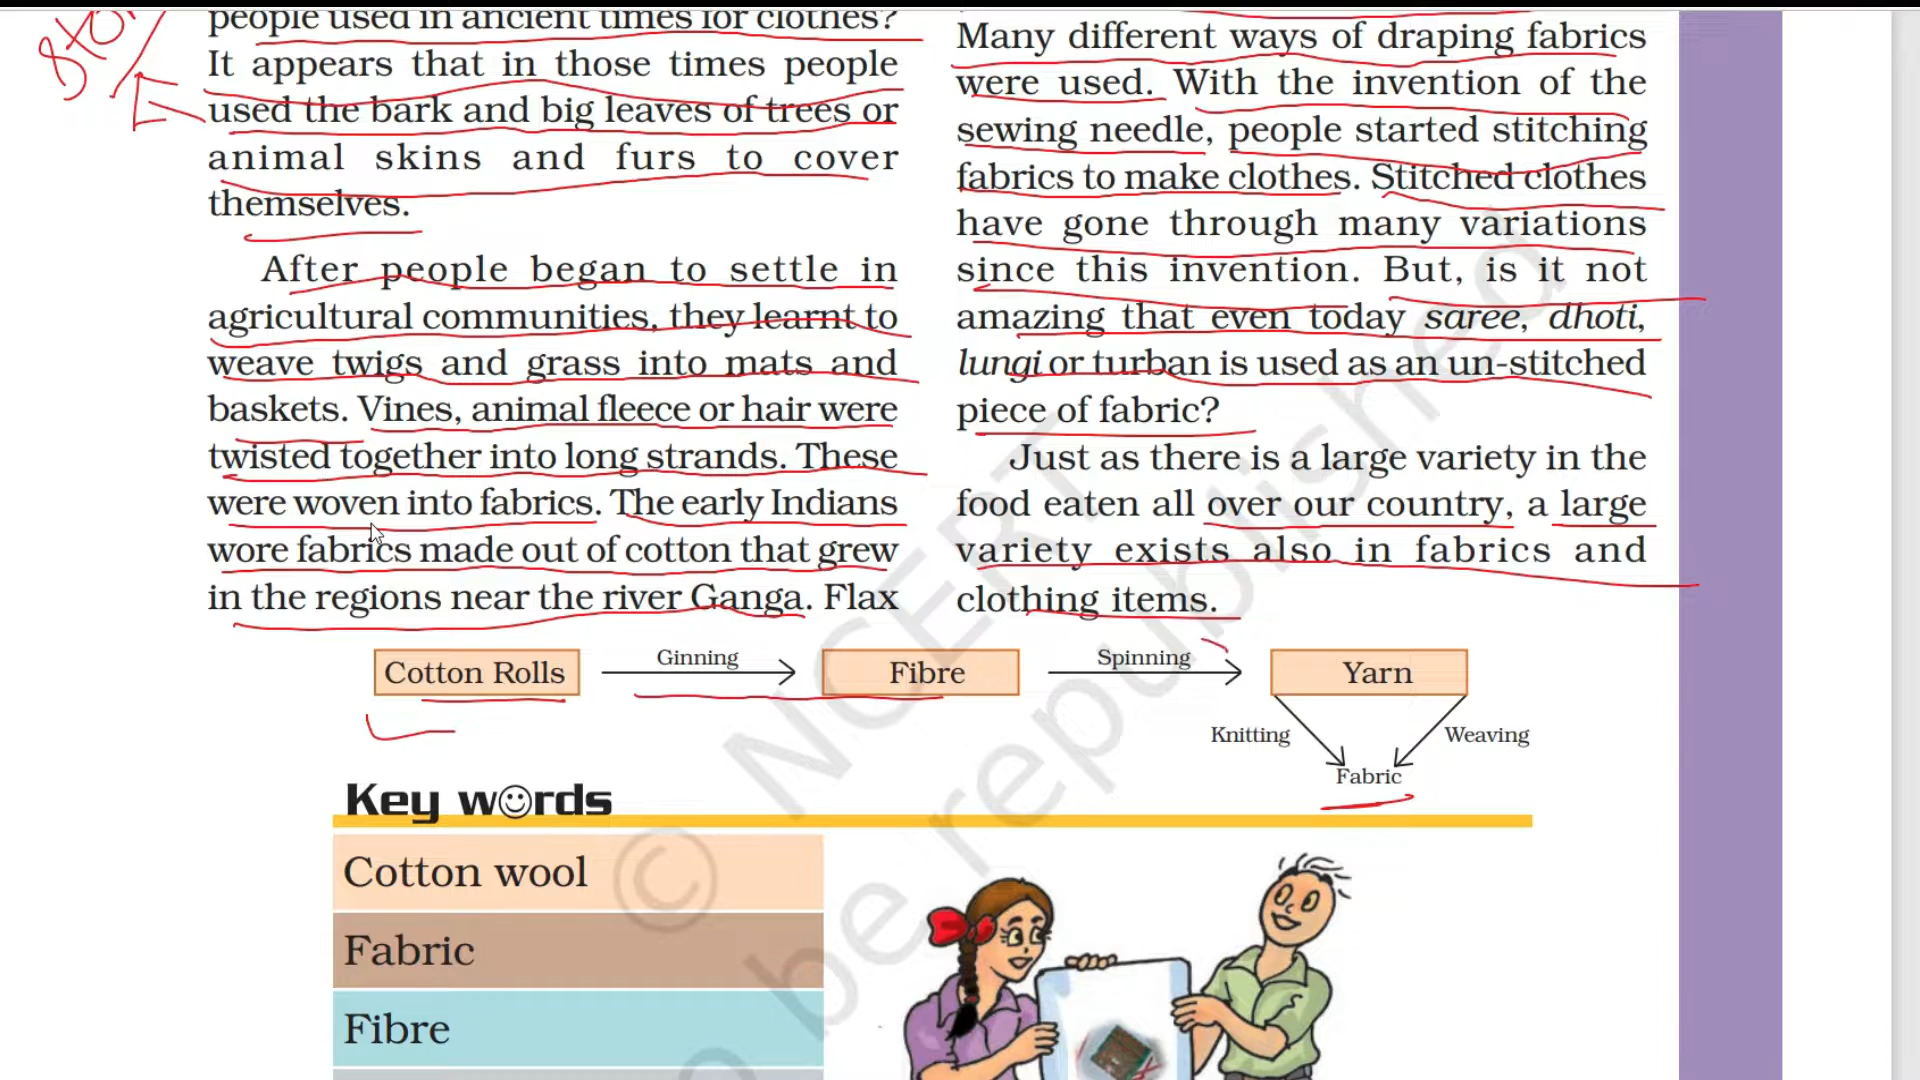 people used in ancient times for clothes?
It appears that in those times people
used the bark and big leaves of trees or
animal skins and furs to cover
themselves.
After people began to settle in
agricultural communities, they learnt to
weave twigs and grass into mats and
baskets. Vines, animal fleece or hair were
twisted together into long strands. These
were woven into fabrics. The early Indians
wore fabrics made out of cotton that grew
in the regions near the river Ganga. Flax
Many different ways of draping fabrics
were used. With the invention of the
sewing needle, people started stitching
fabrics to make clothes. Stitched clothes
have gone through many variations
since this invention. But, is it not
amazing that even today saree, dhoti,
lungi or turban is used as an un-stitched
piece of fabric?
Just as there is a large variety in the
food eaten all over our country, a large
variety exists also in fabrics and
clothing items.
Cotton Rolls Ginning Fibre Spinning Yarn
Knitting Weaving
Fabric
Key words
Cotton wool
Fabric
Fibre
© NCERT
be republished